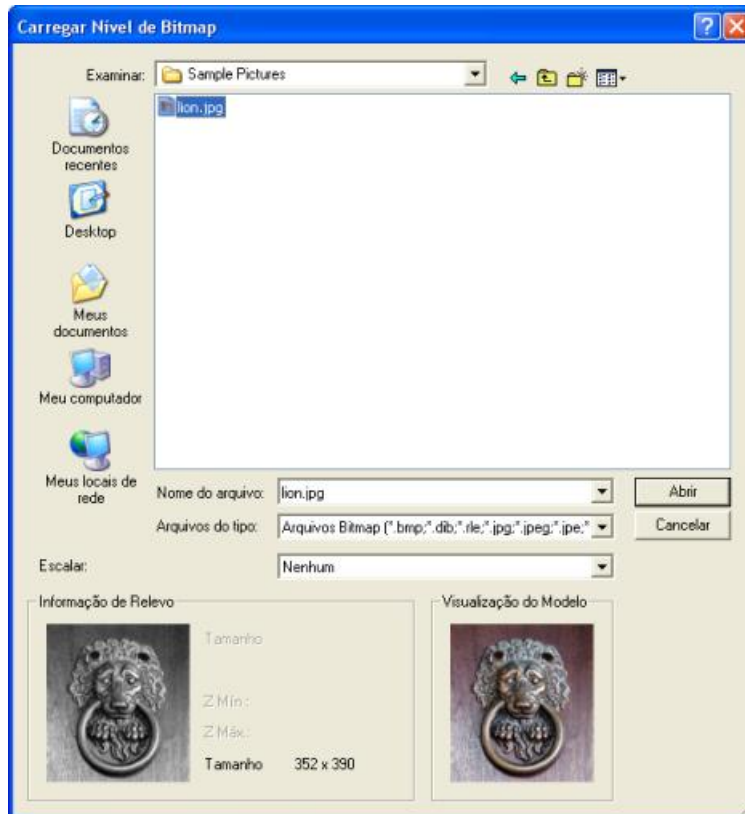 Carregar Nível de Bitmap
Examinar: Sample Pictures
lion.jpg
Documentos
recentes
Desktop
Meus
documentos
Meu computador
Meus locais de
rede
Nome do arquivo: lion.jpg Abrir
Arquivos do tipo: Arquivos Bitmap (*.bmp;*.dib;*.rle;*.jpg;*.jpeg;*.jpe;* Cancelar
Escalar: Nenhum
Informação de Relevo Visualização do Modelo
Tamanho
Z Mín.:
Z Máx.:
Tamanho 352 x 390